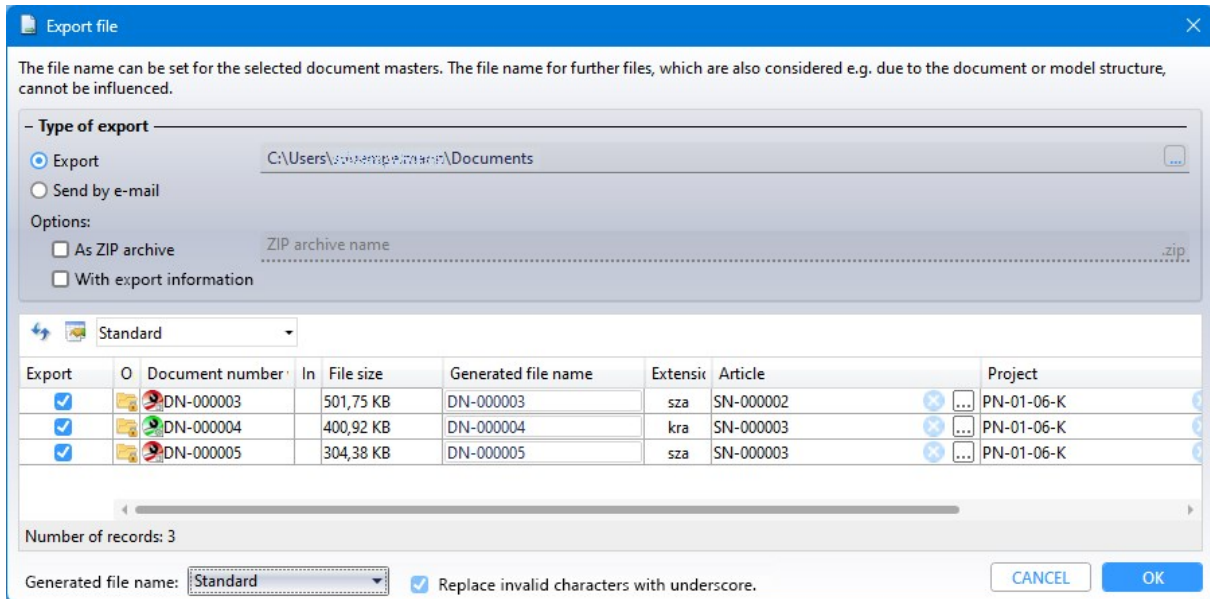 Export file
The file name can be set for the selected document masters. The file name for further files, which are also considered e.g. due to the document or model structure,
cannot be influenced.
– Type of export
Export C:\Users\ \Documents ...
Send by e-mail
Options:
As ZIP archive ZIP archive name .zip
With export information
Standard
Export O Document number In File size Generated file name Extensic Article Project
DN-000003 501,75 KB DN-000003 sza SN-000002 ... PN-01-06-K
DN-000004 400,92 KB DN-000004 kra SN-000003 ... PN-01-06-K
DN-000005 304,38 KB DN-000005 sza SN-000003 ... PN-01-06-K
Number of records: 3
Generated file name: Standard Replace invalid characters with underscore. CANCEL OK